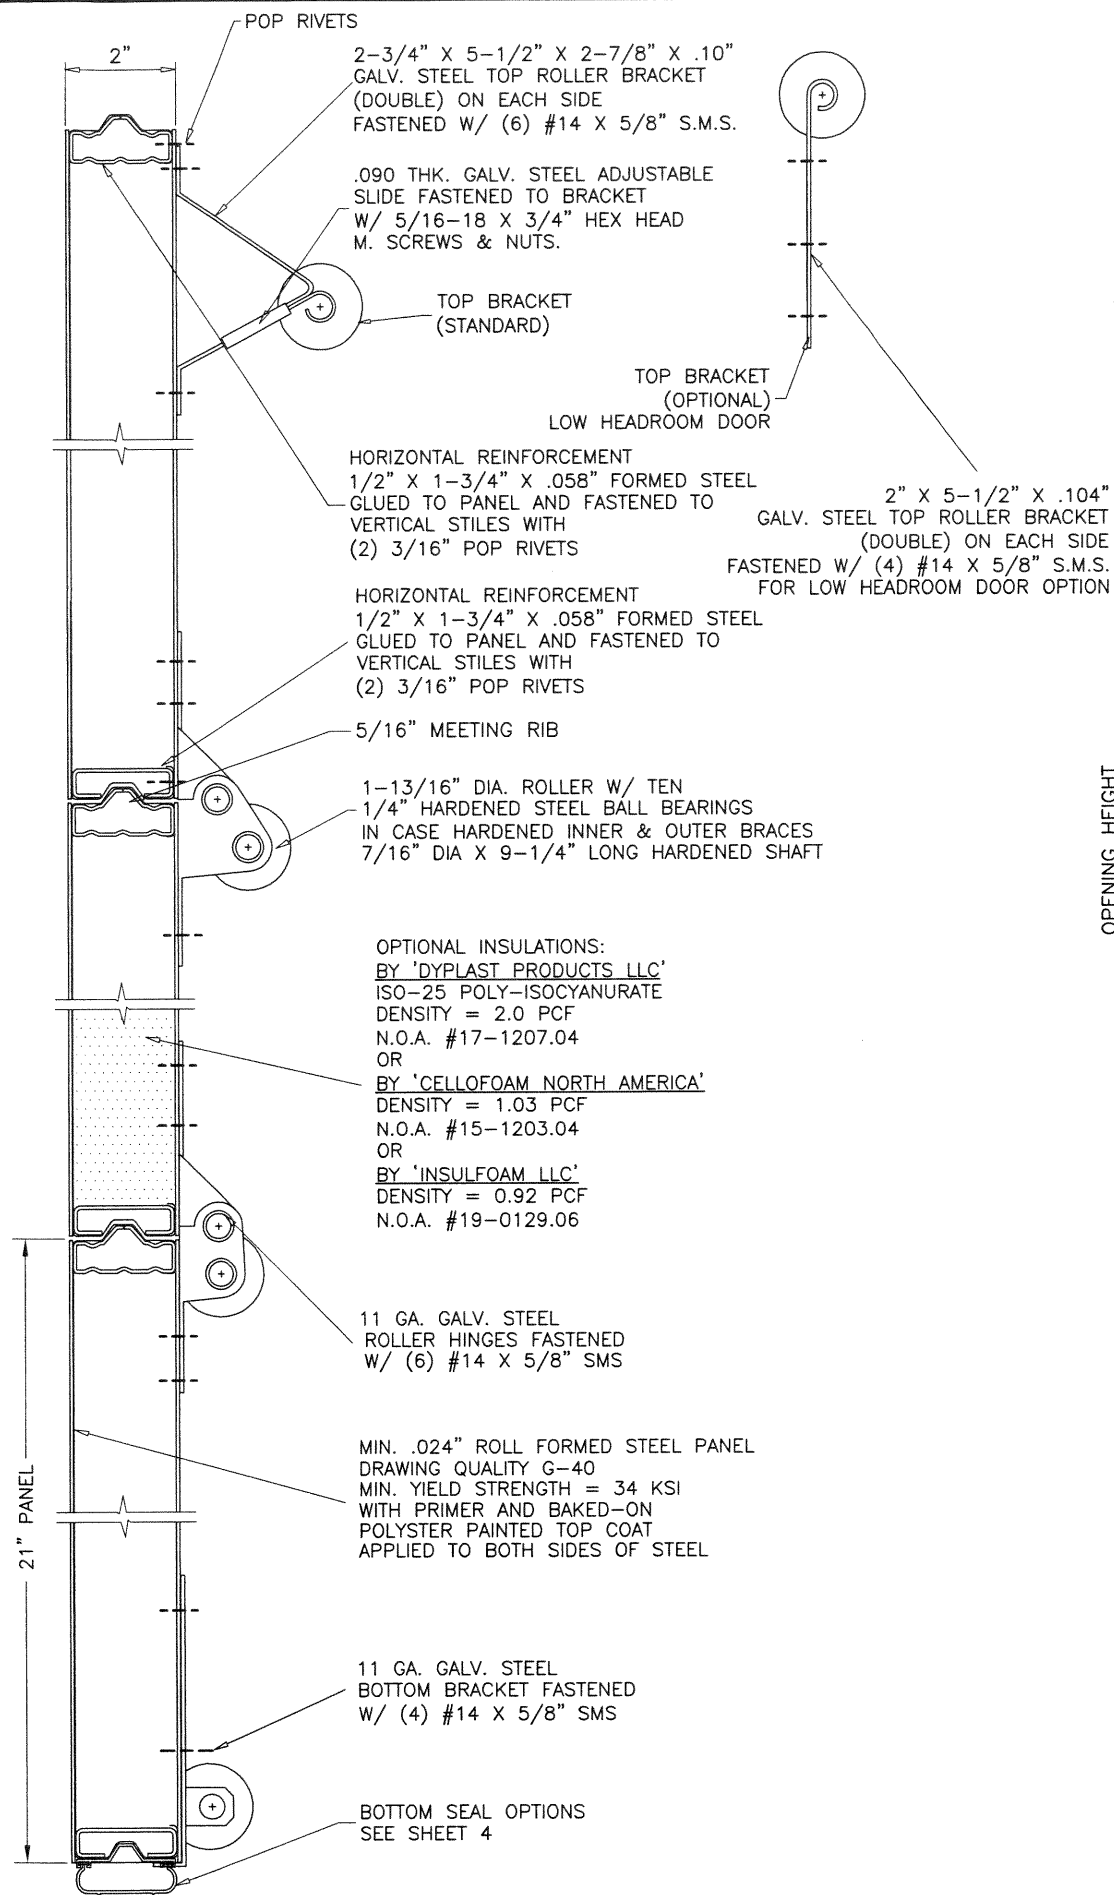 POP RIVETS
2"
2-3/4" X 5-1/2" X 2-7/8" X .10"
GALV. STEEL TOP ROLLER BRACKET
(DOUBLE) ON EACH SIDE
FASTENED W/ (6) #14 X 5/8" S.M.S.
.090 THK. GALV. STEEL ADJUSTABLE
SLIDE FASTENED TO BRACKET
W/ 5/16-18 X 3/4" HEX HEAD
M. SCREWS & NUTS.
TOP BRACKET
(STANDARD)
TOP BRACKET
(OPTIONAL)
LOW HEADROOM DOOR
HORIZONTAL REINFORCEMENT
1/2" X 1-3/4" X .058" FORMED STEEL
GLUED TO PANEL AND FASTENED TO
VERTICAL STILES WITH
(2) 3/16" POP RIVETS
2" X 5-1/2" X .104"
GALV. STEEL TOP ROLLER BRACKET
(DOUBLE) ON EACH SIDE
FASTENED W/ (4) #14 X 5/8" S.M.S.
FOR LOW HEADROOM DOOR OPTION
HORIZONTAL REINFORCEMENT
1/2" X 1-3/4" X .058" FORMED STEEL
GLUED TO PANEL AND FASTENED TO
VERTICAL STILES WITH
(2) 3/16" POP RIVETS
5/16" MEETING RIB
1-13/16" DIA. ROLLER W/ TEN
1/4" HARDENED STEEL BALL BEARINGS
IN CASE HARDENED INNER & OUTER BRACES
7/16" DIA X 9-1/4" LONG HARDENED SHAFT
OPENING HEIGHT
OPTIONAL INSULATIONS:
BY 'DYPLAST PRODUCTS LLC'
ISO-25 POLY-ISOCYANURATE
DENSITY = 2.0 PCF
N.O.A. #17-1207.04
OR
BY 'CELLOFOAM NORTH AMERICA'
DENSITY = 1.03 PCF
N.O.A. #15-1203.04
OR
BY 'INSULFOAM LLC'
DENSITY = 0.92 PCF
N.O.A. #19-0129.06
11 GA. GALV. STEEL
ROLLER HINGES FASTENED
W/ (6) #14 X 5/8" SMS
21" PANEL
MIN. .024" ROLL FORMED STEEL PANEL
DRAWING QUALITY G-40
MIN. YIELD STRENGTH = 34 KSI
WITH PRIMER AND BAKED-ON
POLYSTER PAINTED TOP COAT
APPLIED TO BOTH SIDES OF STEEL
11 GA. GALV. STEEL
BOTTOM BRACKET FASTENED
W/ (4) #14 X 5/8" SMS
BOTTOM SEAL OPTIONS
SEE SHEET 4